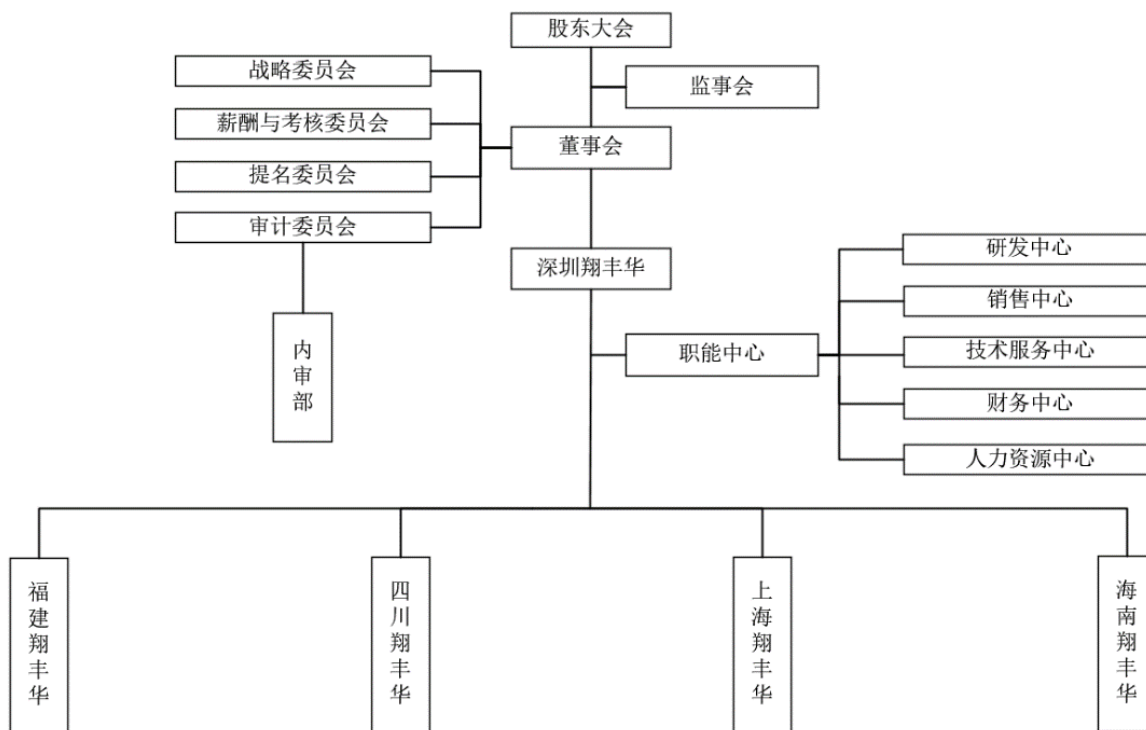 股东大会
战略委员会
监事会
薪酬与考核委员会
董事会
提名委员会
审计委员会
研发中心
深圳翔丰华
销售中心
内审部
职能中心
技术服务中心
财务中心
人力资源中心
福建翔丰华
四川翔丰华
上海翔丰华
海南翔丰华